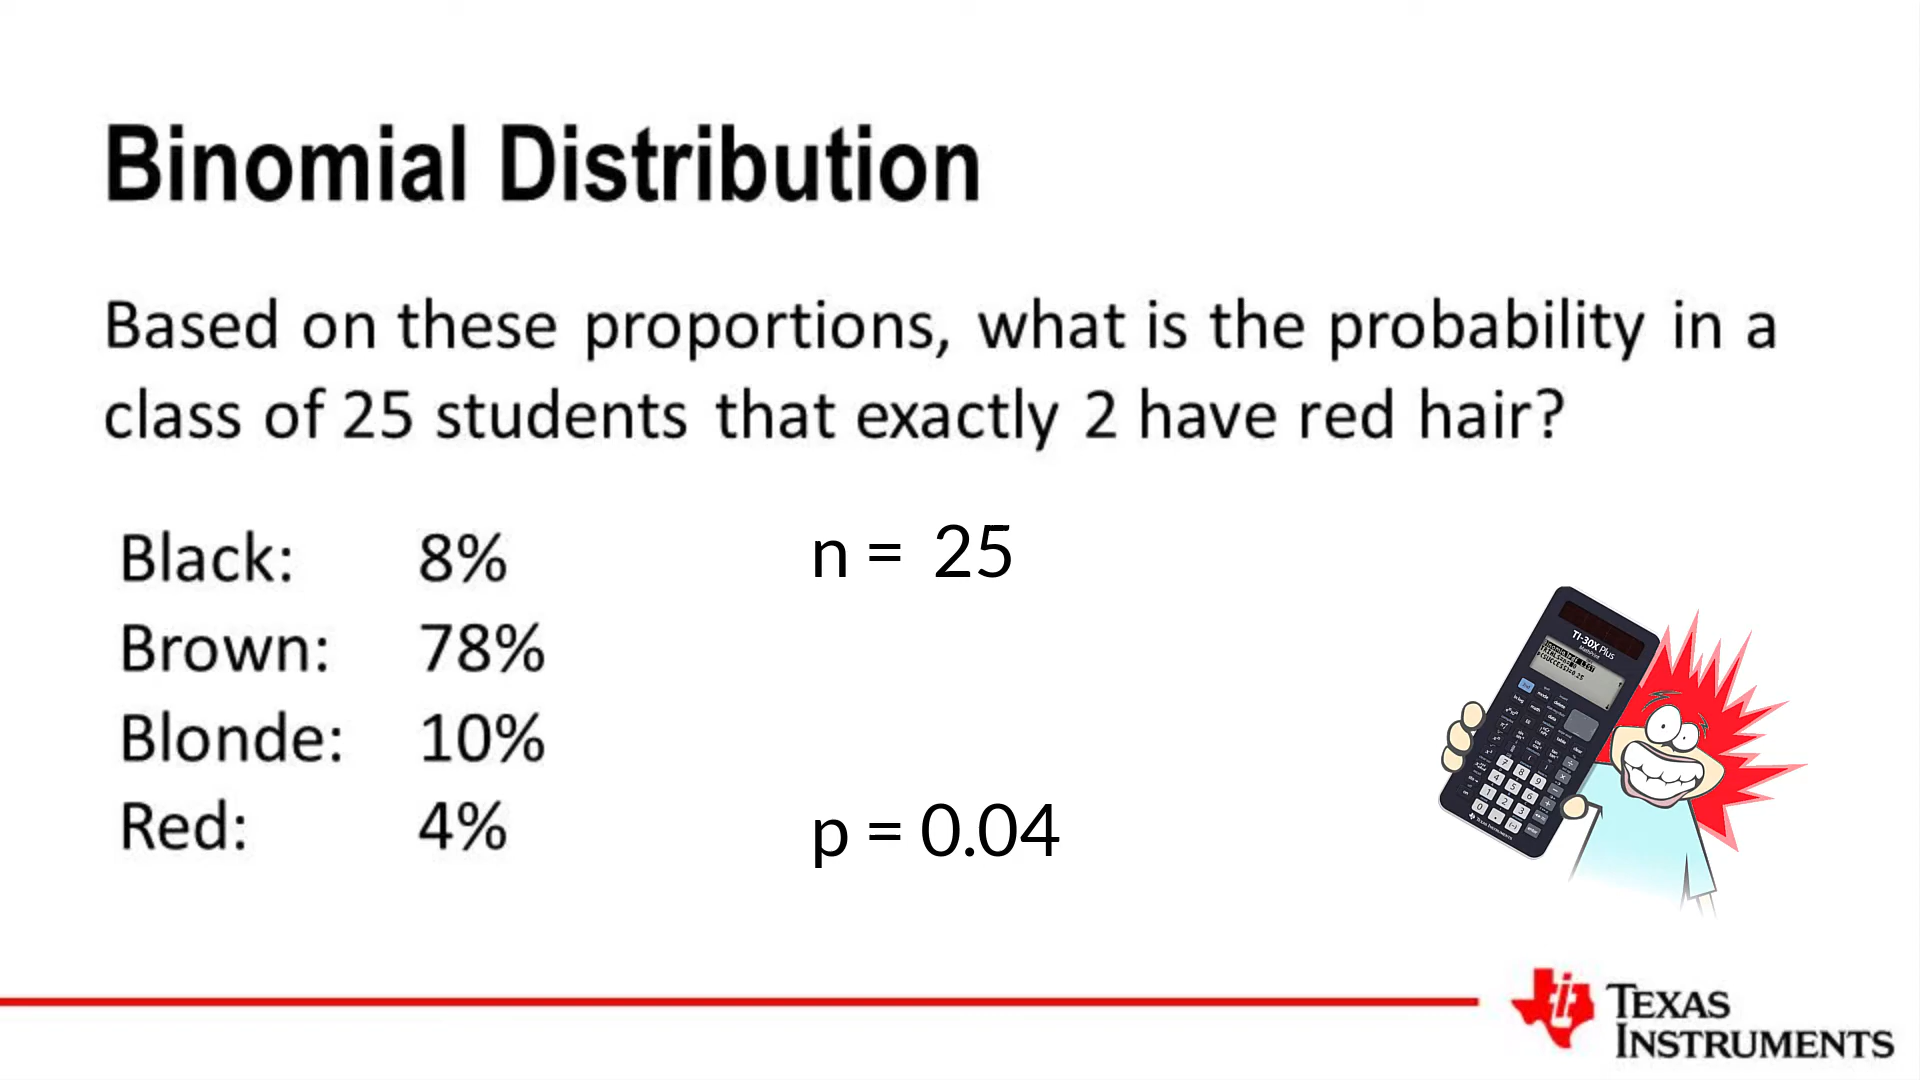 Binomial Distribution
Based on these proportions, what is the probability in a
class of 25 students that exactly 2 have red hair?
Black: 8%
Brown: 78%
Blonde: 10%
Red: 4%
n = 25
p = 0.04
TI-30X Plus
MathPrint
TEXAS
INSTRUMENTS